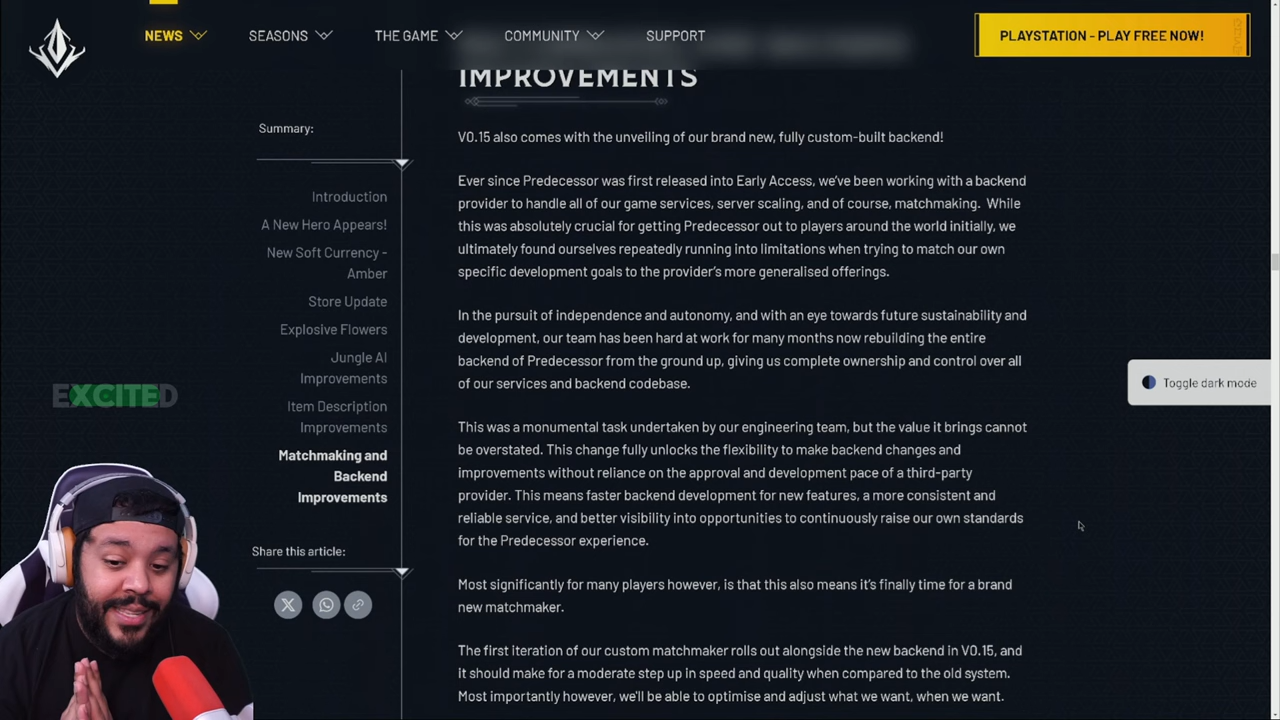 NEWS
SEASONS
THE GAME
COMMUNITY
SUPPORT
PLAYSTATION - PLAY FREE NOW!
IMPROVEMENTS
Summary:
Introduction
A New Hero Appears!
New Soft Currency -
Amber
Store Update
Explosive Flowers
Jungle AI
Improvements
Item Description
Improvements
Matchmaking and
Backend
Improvements
Share this article:
V0.15 also comes with the unveiling of our brand new, fully custom-built backend!
Ever since Predecessor was first released into Early Access, we've been working with a backend
provider to handle all of our game services, server scaling, and of course, matchmaking. While
this was absolutely crucial for getting Predecessor out to players around the world initially, we
ultimately found ourselves repeatedly running into limitations when trying to match our own
specific development goals to the provider's more generalised offerings.
In the pursuit of independence and autonomy, and with an eye towards future sustainability and
development, our team has been hard at work for many months now rebuilding the entire
backend of Predecessor from the ground up, giving us complete ownership and control over all
of our services and backend codebase.
This was a monumental task undertaken by our engineering team, but the value it brings cannot
be overstated. This change fully unlocks the flexibility to make backend changes and
improvements without reliance on the approval and development pace of a third-party
provider. This means faster backend development for new features, a more consistent and
reliable service, and better visibility into opportunities to continuously raise our own standards
for the Predecessor experience.
Most significantly for many players however, is that this also means it's finally time for a brand
new matchmaker.
The first iteration of our custom matchmaker rolls out alongside the new backend in V0.15, and
it should make for a moderate step up in speed and quality when compared to the old system.
Most importantly however, we'll be able to optimise and adjust what we want, when we want.
Toggle dark mode
EXCITED